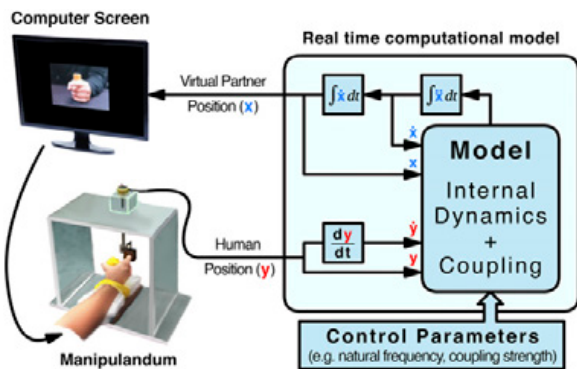 Computer Screen
Real time computational model
Virtual Partner
Position (x)
∫ẋ dt
∫ẍ dt
ẋ
x
Model
Internal
Dynamics
+
Coupling
Human
Position (y)
dy
dt
ẏ
y
Manipulandum
Control Parameters
(e.g. natural frequency, coupling strength)